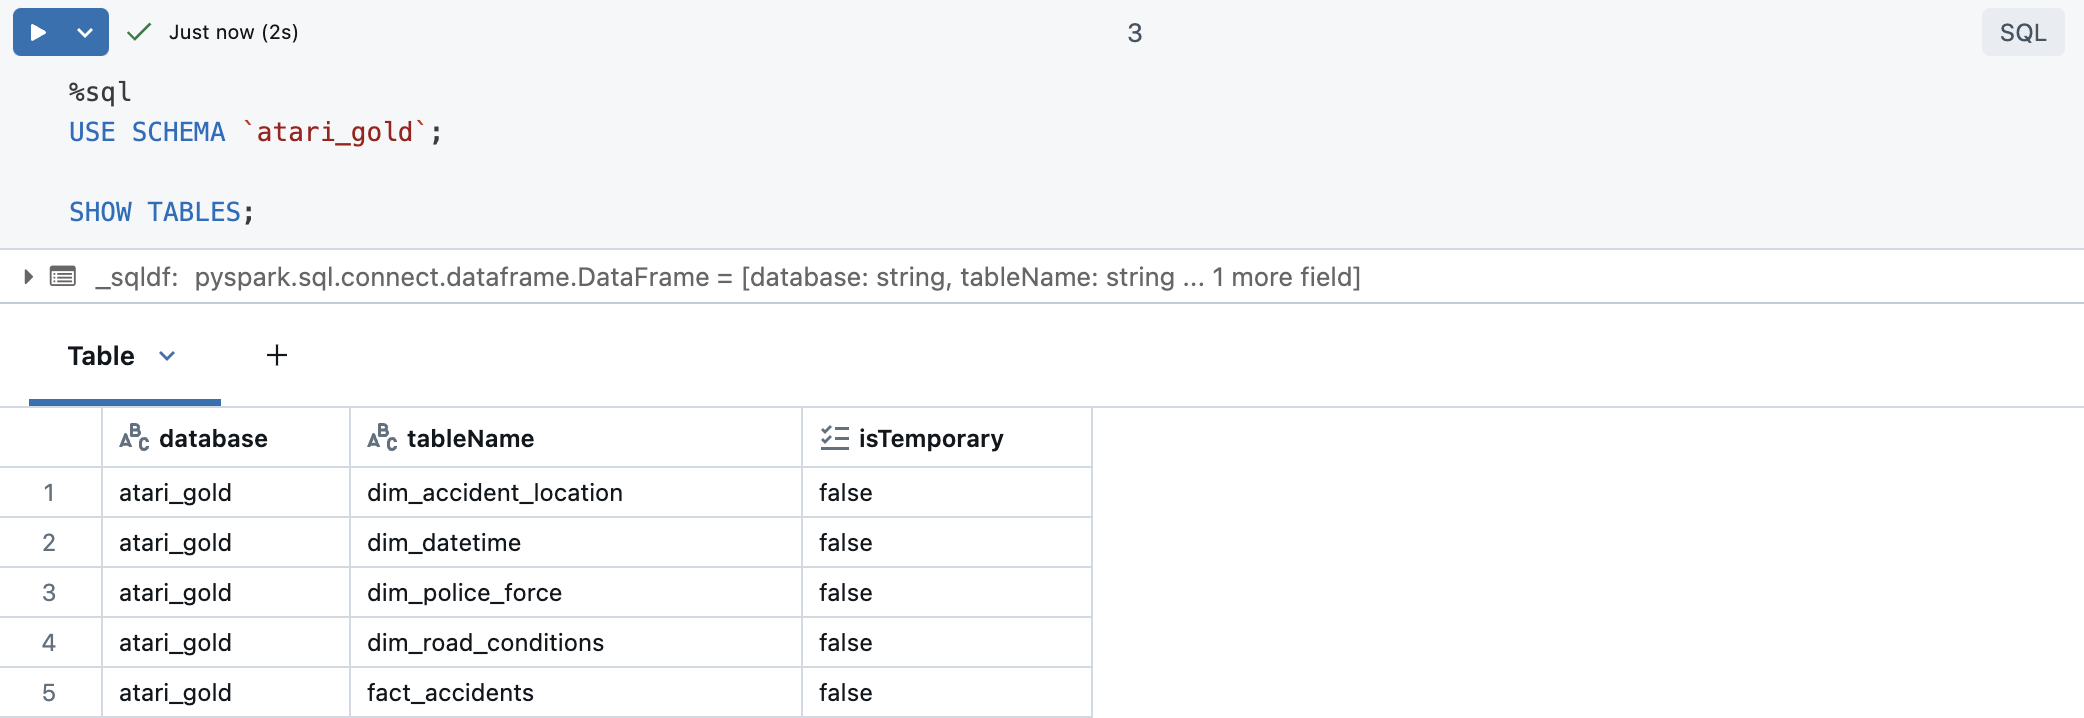 Just now (2s) 3 SQL
%sql
USE SCHEMA `atari_gold`;
SHOW TABLES;
_sqldf: pyspark.sql.connect.dataframe.DataFrame = [database: string, tableName: string ... 1 more field]
Table +
ABC database ABC tableName isTemporary
1 atari_gold dim_accident_location false
2 atari_gold dim_datetime false
3 atari_gold dim_police_force false
4 atari_gold dim_road_conditions false
5 atari_gold fact_accidents false